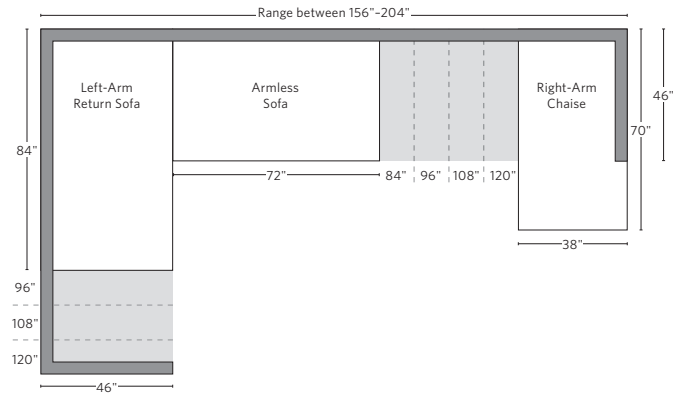 Range between 156"–204"
Left-Arm
Return Sofa
Armless
Sofa
Right-Arm
Chaise
46"
70"
84"
72"
84" 96" 108" 120"
38"
96"
108"
120"
46"